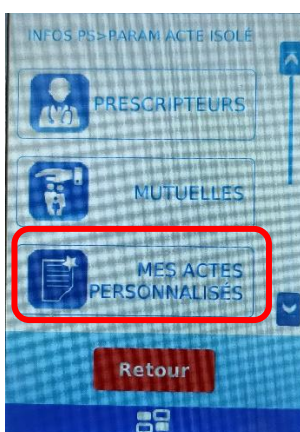 INFOS PS>PARAM ACTE ISOLÉ
PRESCRIPTEURS
MUTUELLES
MES ACTES
PERSONNALISÉS
Retour